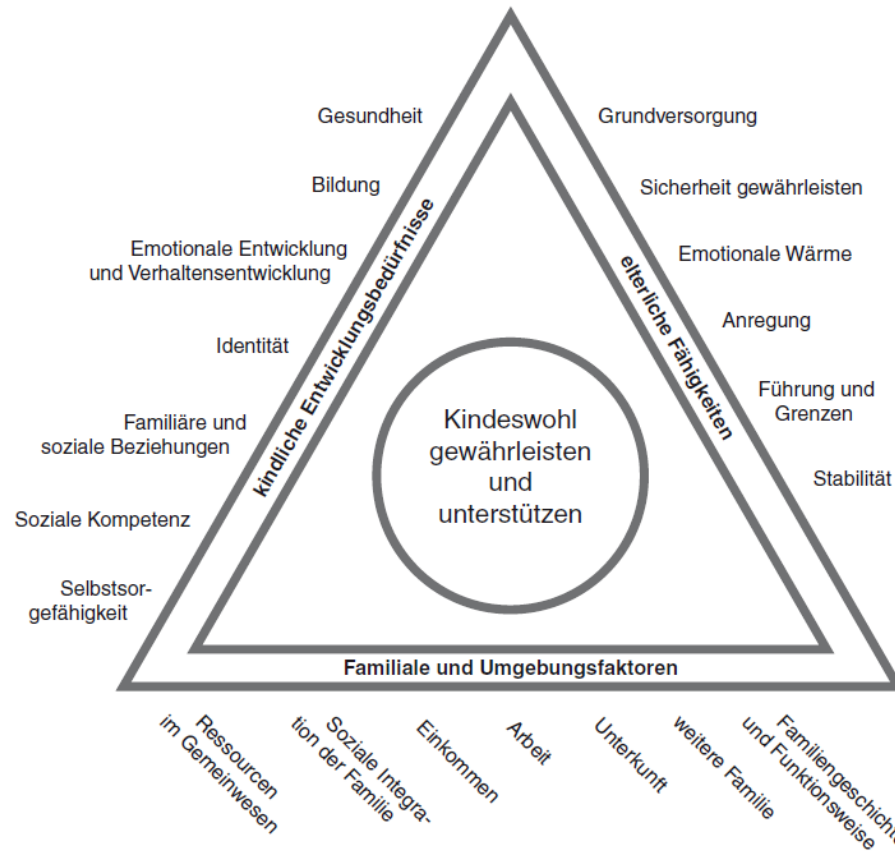 Gesundheit
Bildung
Emotionale Entwicklung
und Verhaltensentwicklung
Identität
Familiäre und
soziale Beziehungen
Soziale Kompetenz
Selbstsor-
gefähigkeit
kindliche Entwicklungsbedürfnisse
Kindeswohl
gewährleisten
und
unterstützen
elterliche Fähigkeiten
Grundversorgung
Sicherheit gewährleisten
Emotionale Wärme
Anregung
Führung und
Grenzen
Stabilität
Familiale und Umgebungsfaktoren
Ressourcen
im Gemeinwesen
Soziale Integra-
tion der Familie
Einkommen
Arbeit
Unterkunft
weitere Familie
Familiengeschichte
und Funktionsweise